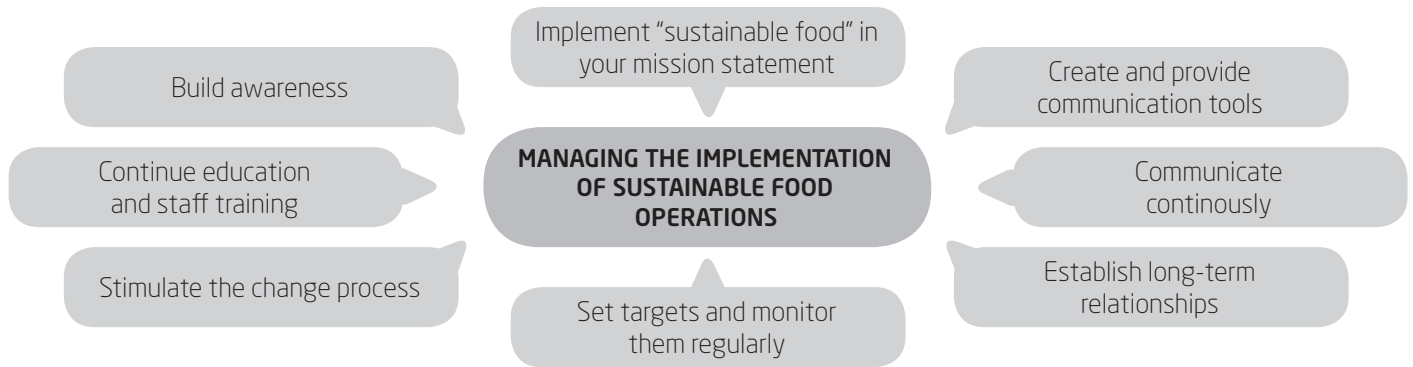 Implement “sustainable food” in
your mission statement
Build awareness
Create and provide
communication tools
MANAGING THE IMPLEMENTATION
OF SUSTAINABLE FOOD
OPERATIONS
Continue education
and staff training
Communicate
continously
Stimulate the change process
Establish long-term
relationships
Set targets and monitor
them regularly